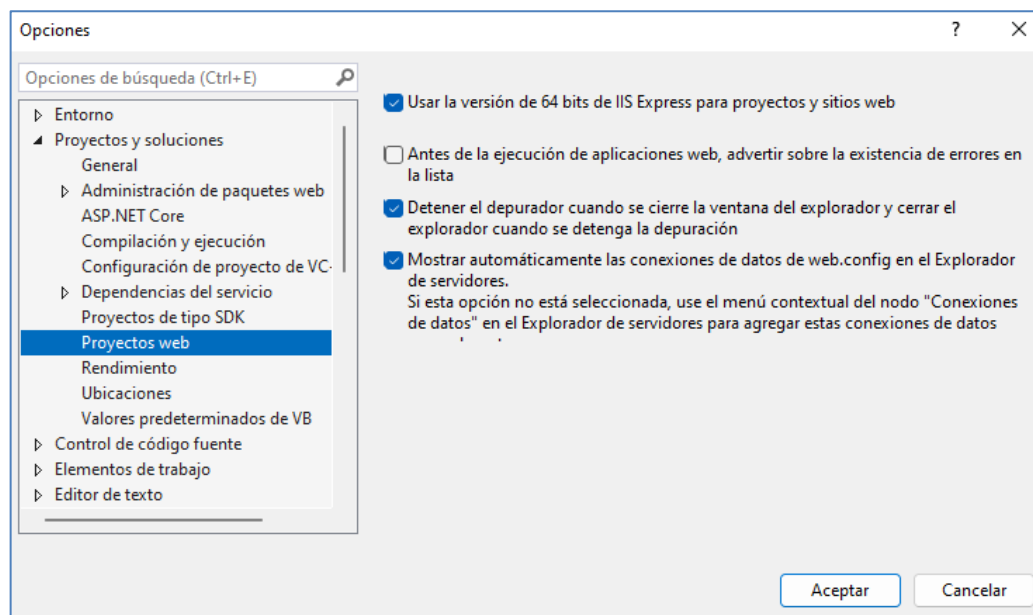 Opciones
?
Opciones de búsqueda (Ctrl+E)
Entorno
Proyectos y soluciones
General
Administración de paquetes web
ASP.NET Core
Compilación y ejecución
Configuración de proyecto de VC-
Dependencias del servicio
Proyectos de tipo SDK
Proyectos web
Rendimiento
Ubicaciones
Valores predeterminados de VB
Control de código fuente
Elementos de trabajo
Editor de texto
Usar la versión de 64 bits de IIS Express para proyectos y sitios web
Antes de la ejecución de aplicaciones web, advertir sobre la existencia de errores en
la lista
Detener el depurador cuando se cierre la ventana del explorador y cerrar el
explorador cuando se detenga la depuración
Mostrar automáticamente las conexiones de datos de web.config en el Explorador
de servidores.
Si esta opción no está seleccionada, use el menú contextual del nodo "Conexiones
de datos" en el Explorador de servidores para agregar estas conexiones de datos
Aceptar
Cancelar